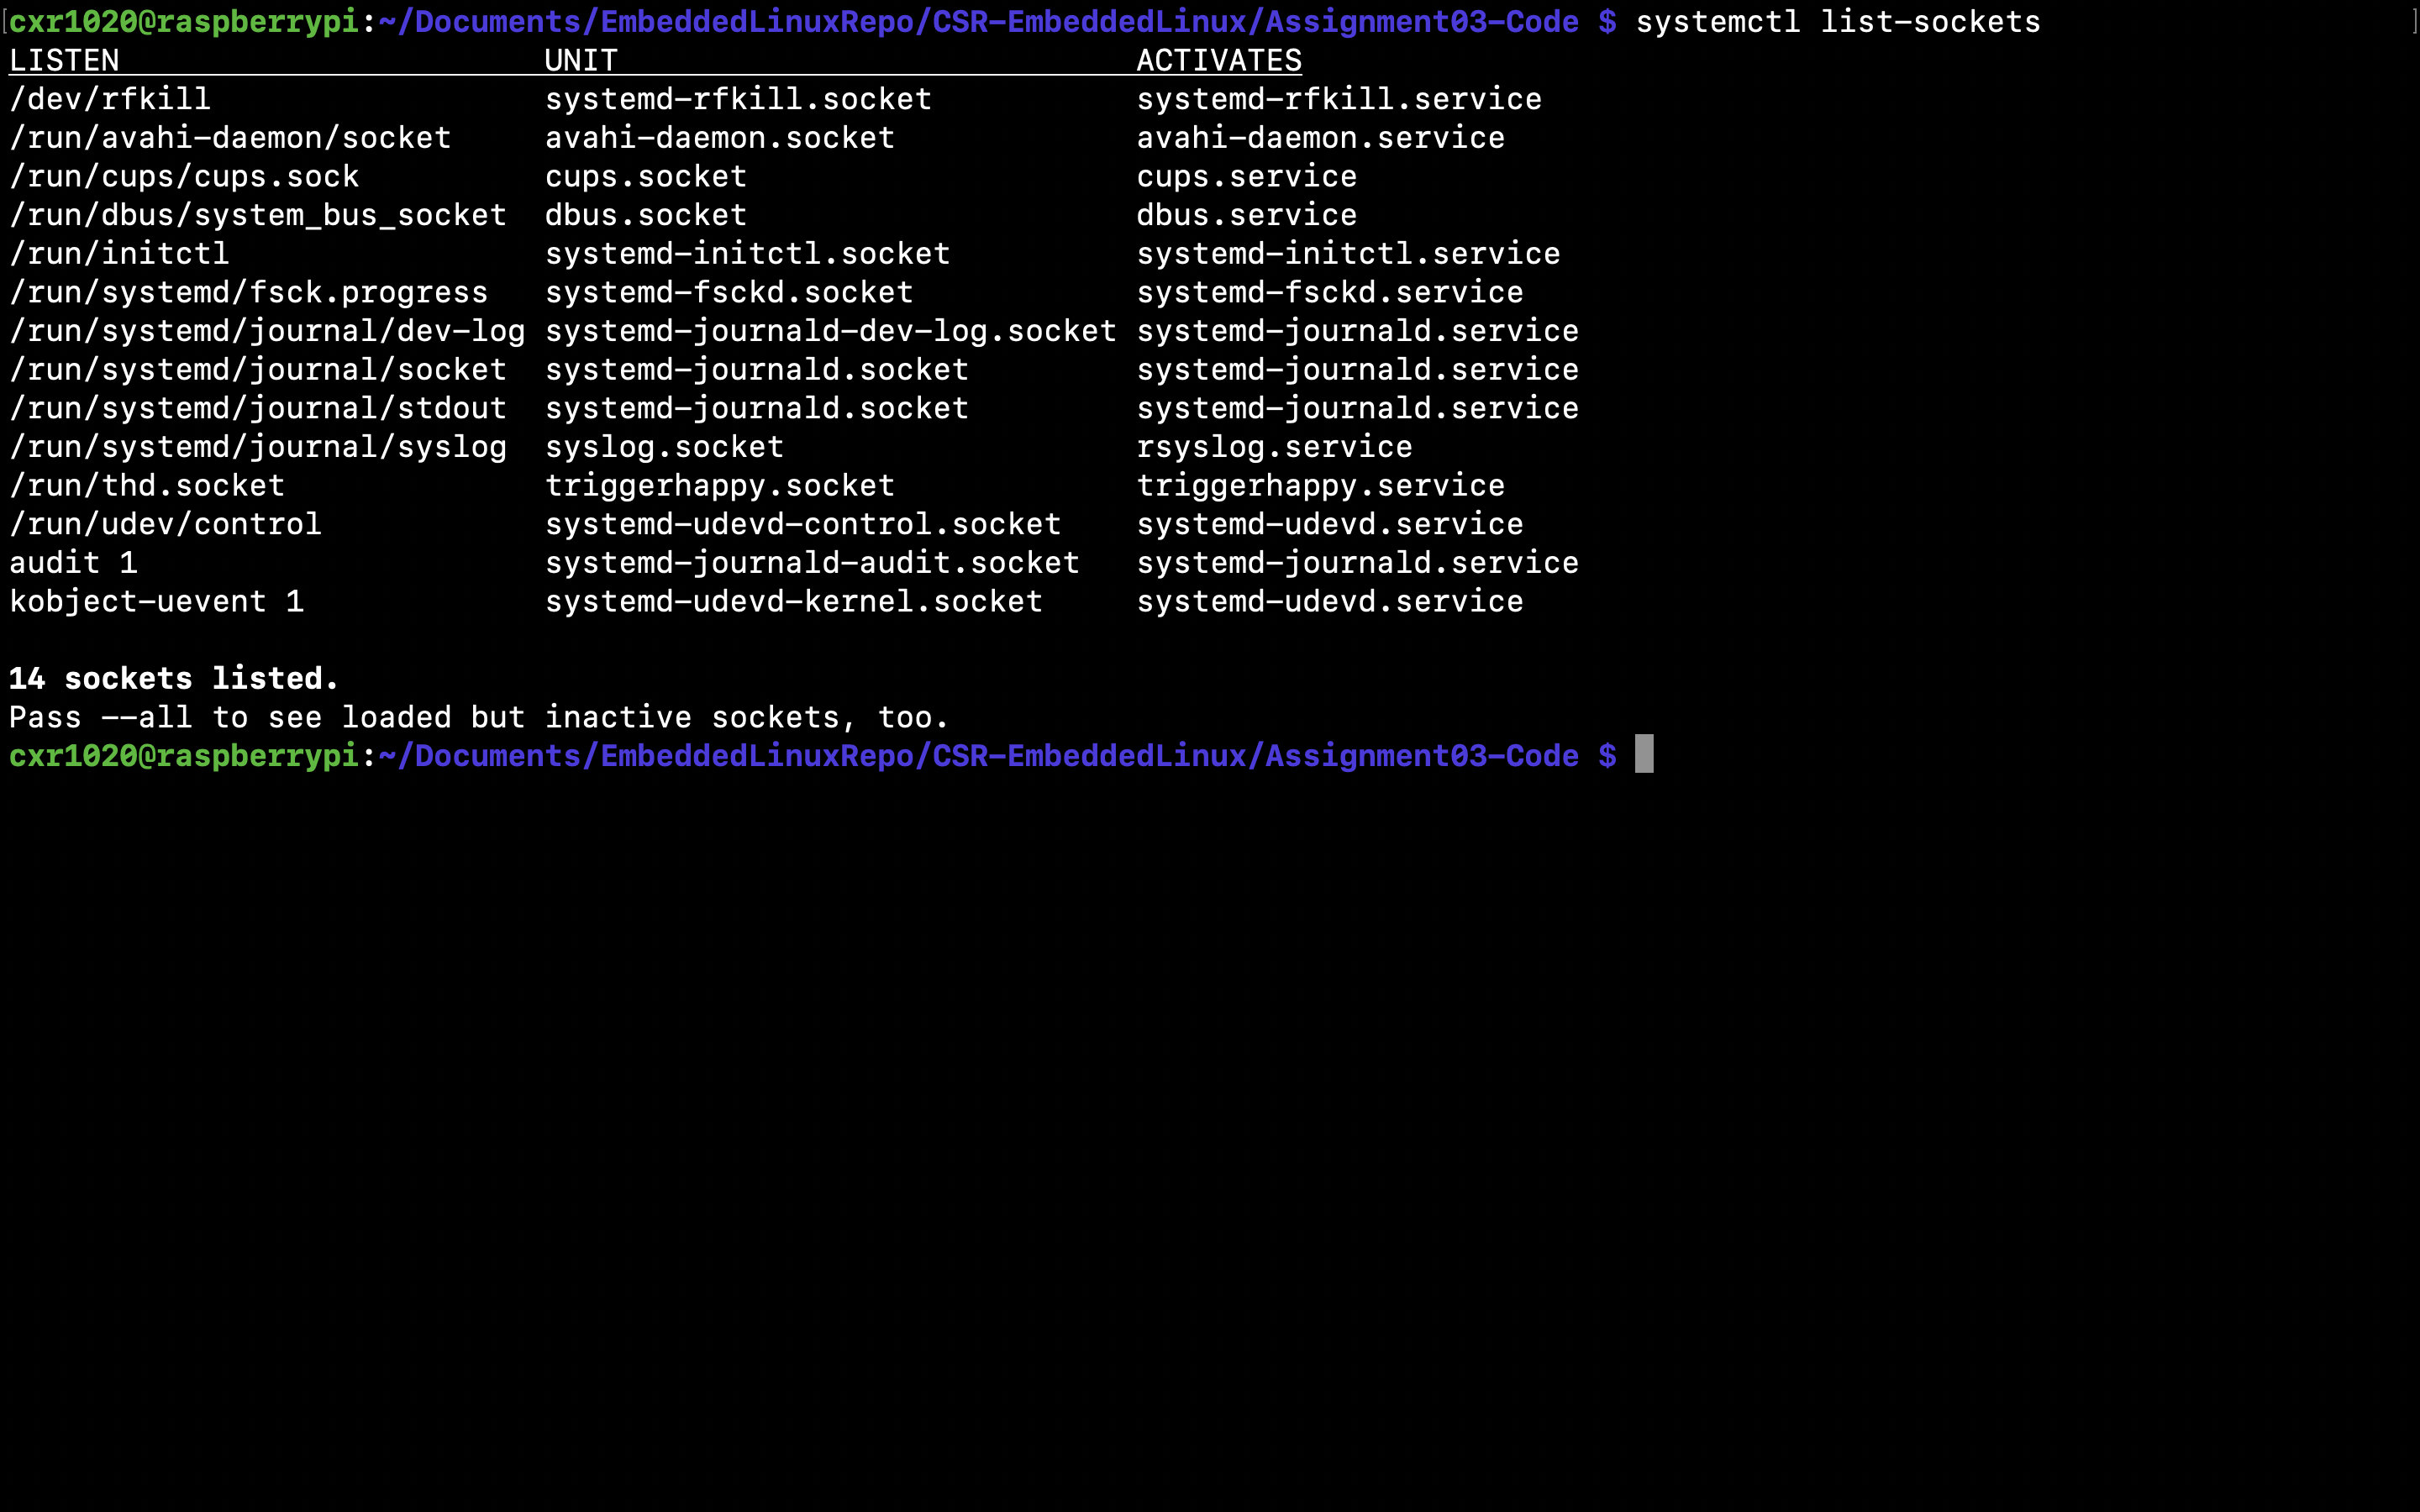 [cxr1020@raspberrypi:~/Documents/EmbeddedLinuxRepo/CSR-EmbeddedLinux/Assignment03-Code $ systemctl list-sockets ]
LISTEN UNIT ACTIVATES
/dev/rfkill systemd-rfkill.socket systemd-rfkill.service
/run/avahi-daemon/socket avahi-daemon.socket avahi-daemon.service
/run/cups/cups.sock cups.socket cups.service
/run/dbus/system_bus_socket dbus.socket dbus.service
/run/initctl systemd-initctl.socket systemd-initctl.service
/run/systemd/fsck.progress systemd-fsckd.socket systemd-fsckd.service
/run/systemd/journal/dev-log systemd-journald-dev-log.socket systemd-journald.service
/run/systemd/journal/socket systemd-journald.socket systemd-journald.service
/run/systemd/journal/stdout systemd-journald.socket systemd-journald.service
/run/systemd/journal/syslog syslog.socket rsyslog.service
/run/thd.socket triggerhappy.socket triggerhappy.service
/run/udev/control systemd-udevd-control.socket systemd-udevd.service
audit 1 systemd-journald-audit.socket systemd-journald.service
kobject-uevent 1 systemd-udevd-kernel.socket systemd-udevd.service
14 sockets listed.
Pass --all to see loaded but inactive sockets, too.
cxr1020@raspberrypi:~/Documents/EmbeddedLinuxRepo/CSR-EmbeddedLinux/Assignment03-Code $